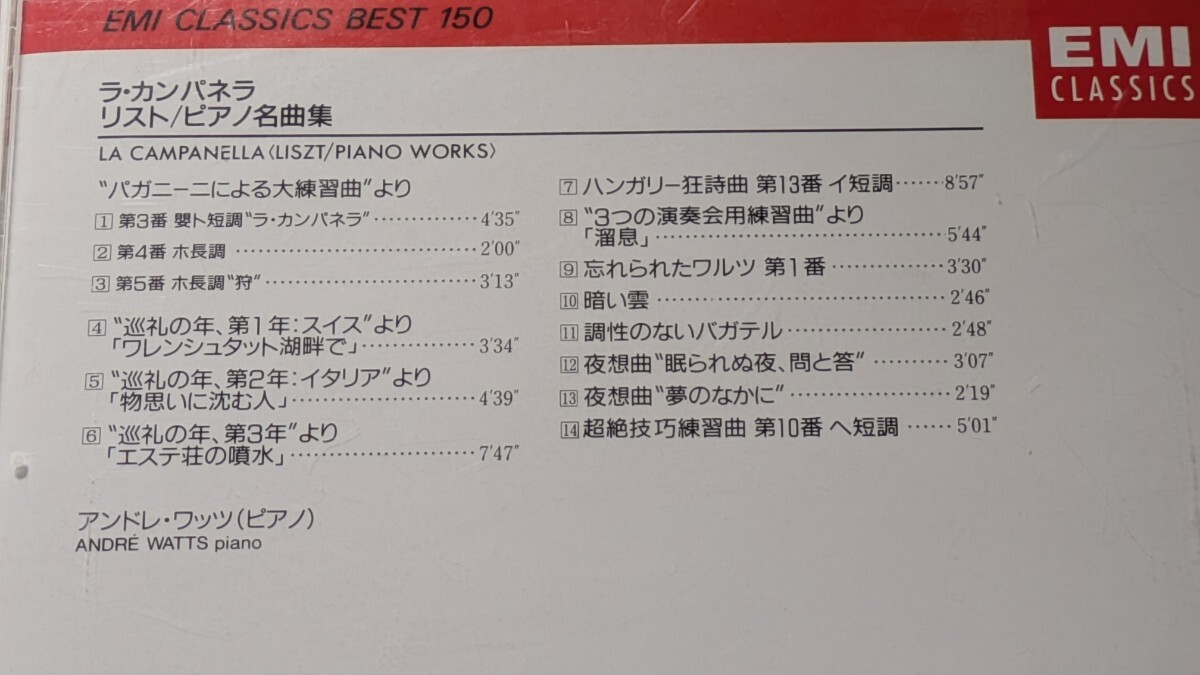 EMI CLASSICS BEST 150
EMI
CLASSICS
ラ・カンパネラ
リスト/ピアノ名曲集
LA CAMPANELLA〈LISZT/PIANO WORKS〉
"パガニーニによる大練習曲"より
1 第3番 嬰ト短調"ラ・カンパネラ"・・・・・・・・・・・・・・4'35"
2 第4番 ホ長調・・・・・・・・・・・・・・・・・・・・・・・・・・・・・・2'00"
3 第5番 ホ長調"狩"・・・・・・・・・・・・・・・・・・・・・・・・・・3'13"
4 "巡礼の年、第1年:スイス"より
「ワレンシュタット湖畔で」・・・・・・・・・・・・・・3'34"
5 "巡礼の年、第2年:イタリア"より
「物思いに沈む人」・・・・・・・・・・・・・・・・・・・・・・4'39"
6 "巡礼の年、第3年"より
「エステ荘の噴水」・・・・・・・・・・・・・・・・・・・・・・7'47"
7 ハンガリー狂詩曲 第13番 イ短調・・・・・・8'57"
8 "3つの演奏会用練習曲"より
「溜息」・・・・・・・・・・・・・・・・・・・・・・・・・・・・・・・・・・5'44"
9 忘れられたワルツ 第1番・・・・・・・・・・・・・・3'30"
10 暗い雲・・・・・・・・・・・・・・・・・・・・・・・・・・・・・・・・・・2'46"
11 調性のないバガテル・・・・・・・・・・・・・・・・・・・・2'48"
12 夜想曲"眠られぬ夜、問と答"・・・・・・・・・・3'07"
13 夜想曲"夢のなかに"・・・・・・・・・・・・・・・・・・・・2'19"
14 超絶技巧練習曲 第10番 ヘ短調・・・・・・5'01"
アンドレ・ワッツ(ピアノ)
ANDRÉ WATTS piano